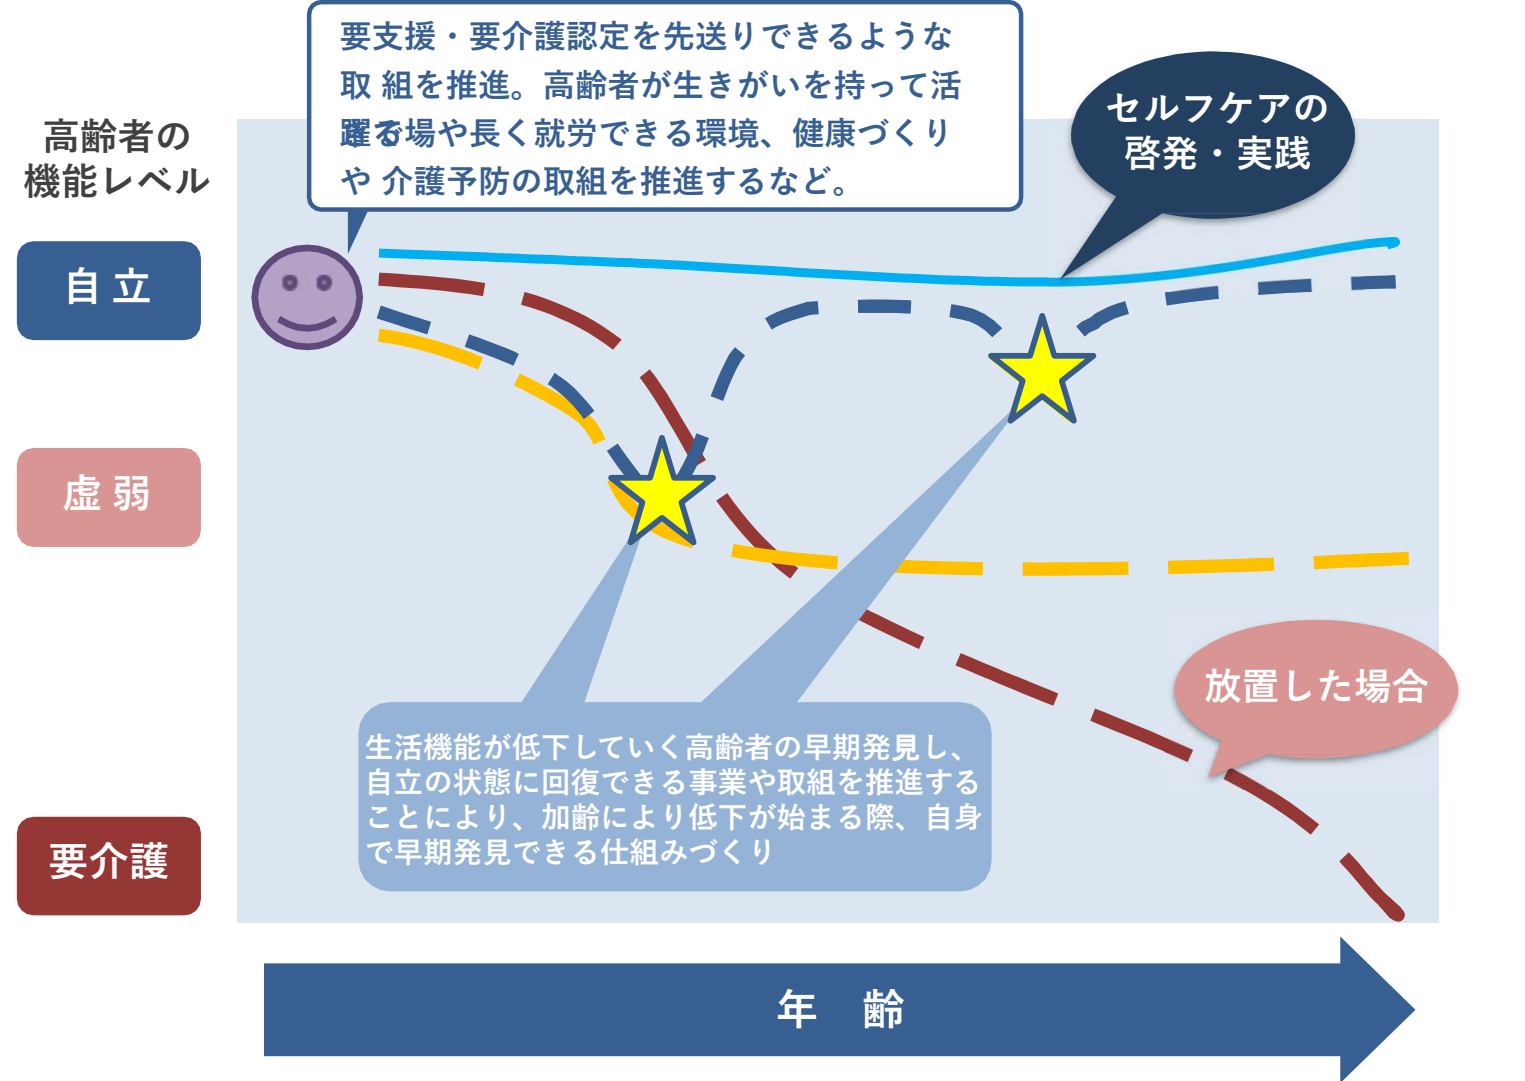 要支援・要介護認定を先送りできるような
取 組を推進。高齢者が生きがいを持って活
躍する場や長く就労できる環境、健康づくり
や 介護予防の取組を推進するなど。
セルフケアの
啓発・実践
高齢者の
機能レベル
自 立
虚 弱
放置した場合
生活機能が低下していく高齢者の早期発見し、
自立の状態に回復できる事業や取組を推進する
ことにより、加齢により低下が始まる際、自身
で早期発見できる仕組みづくり
要介護
年 齢